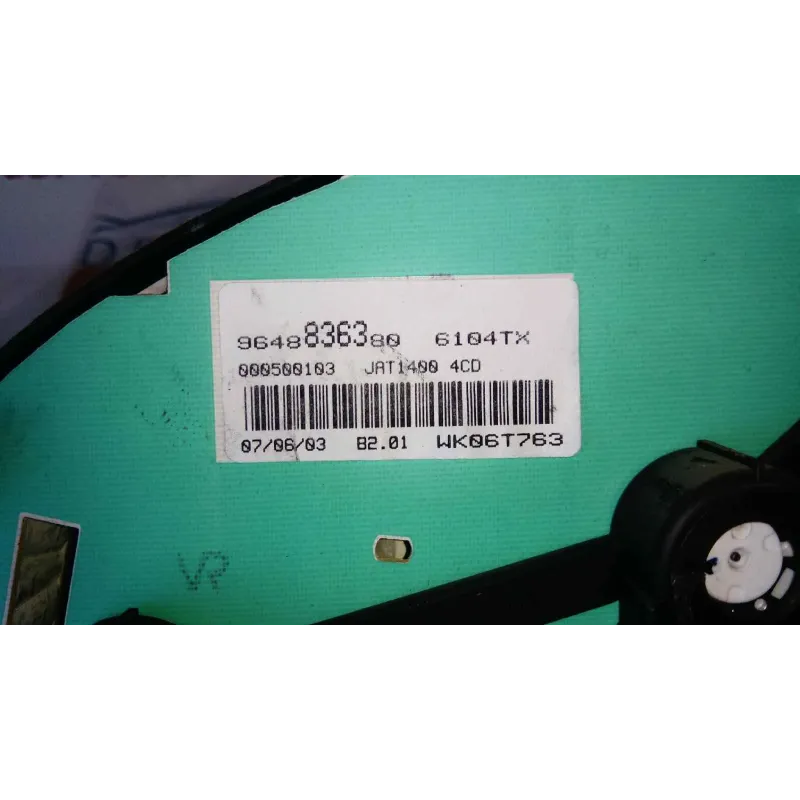 9648836380 6104TX
000500103 JAT1400 4CD
07/06/03 B2.01 WK06T763
VR